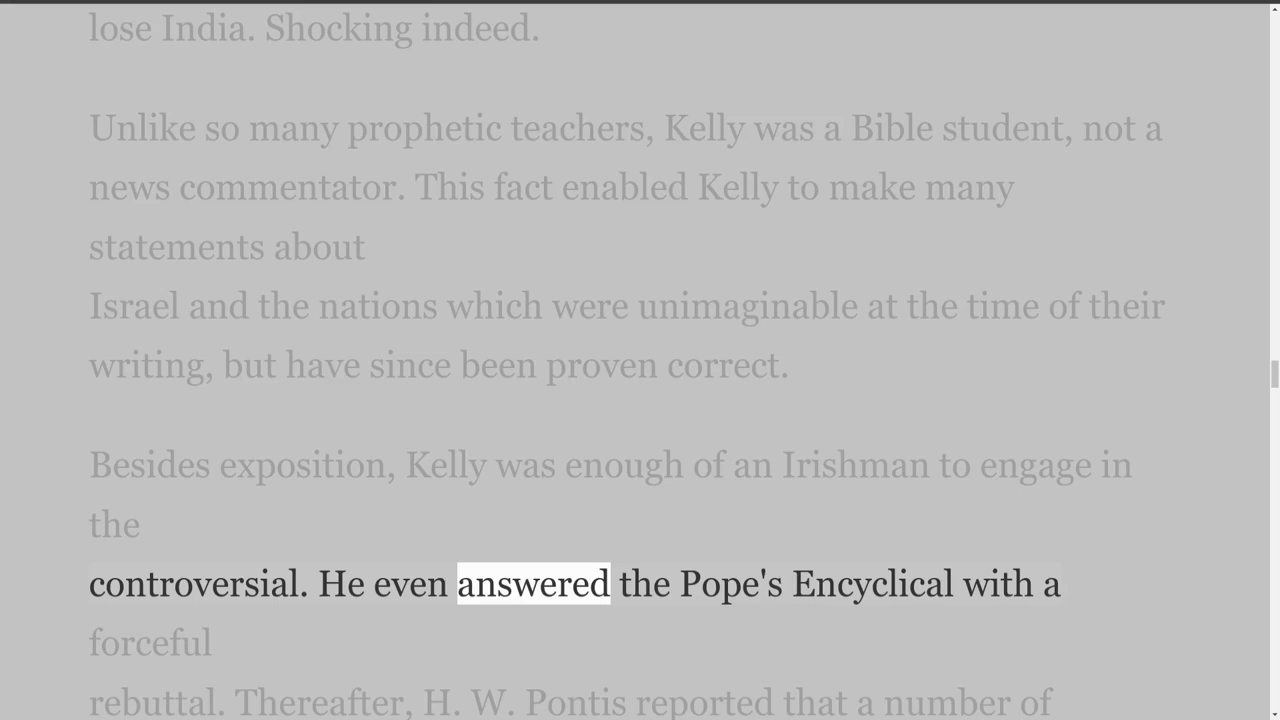 lose India. Shocking indeed.
Unlike so many prophetic teachers, Kelly was a Bible student, not a
news commentator. This fact enabled Kelly to make many
statements about
Israel and the nations which were unimaginable at the time of their
writing, but have since been proven correct.
Besides exposition, Kelly was enough of an Irishman to engage in
the
controversial. He even answered the Pope's Encyclical with a
forceful
rebuttal. Thereafter, H. W. Pontis reported that a number of